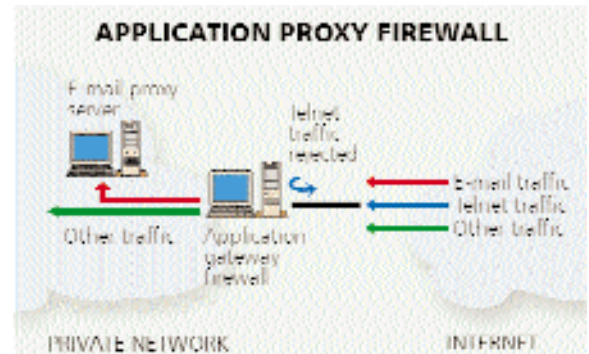 APPLICATION PROXY FIREWALL
E-mail proxy
server
Telnet
traffic
rejected
E-mail traffic
Telnet traffic
Other traffic
Other traffic
Application
gateway
firewall
PRIVATE NETWORK
INTERNET